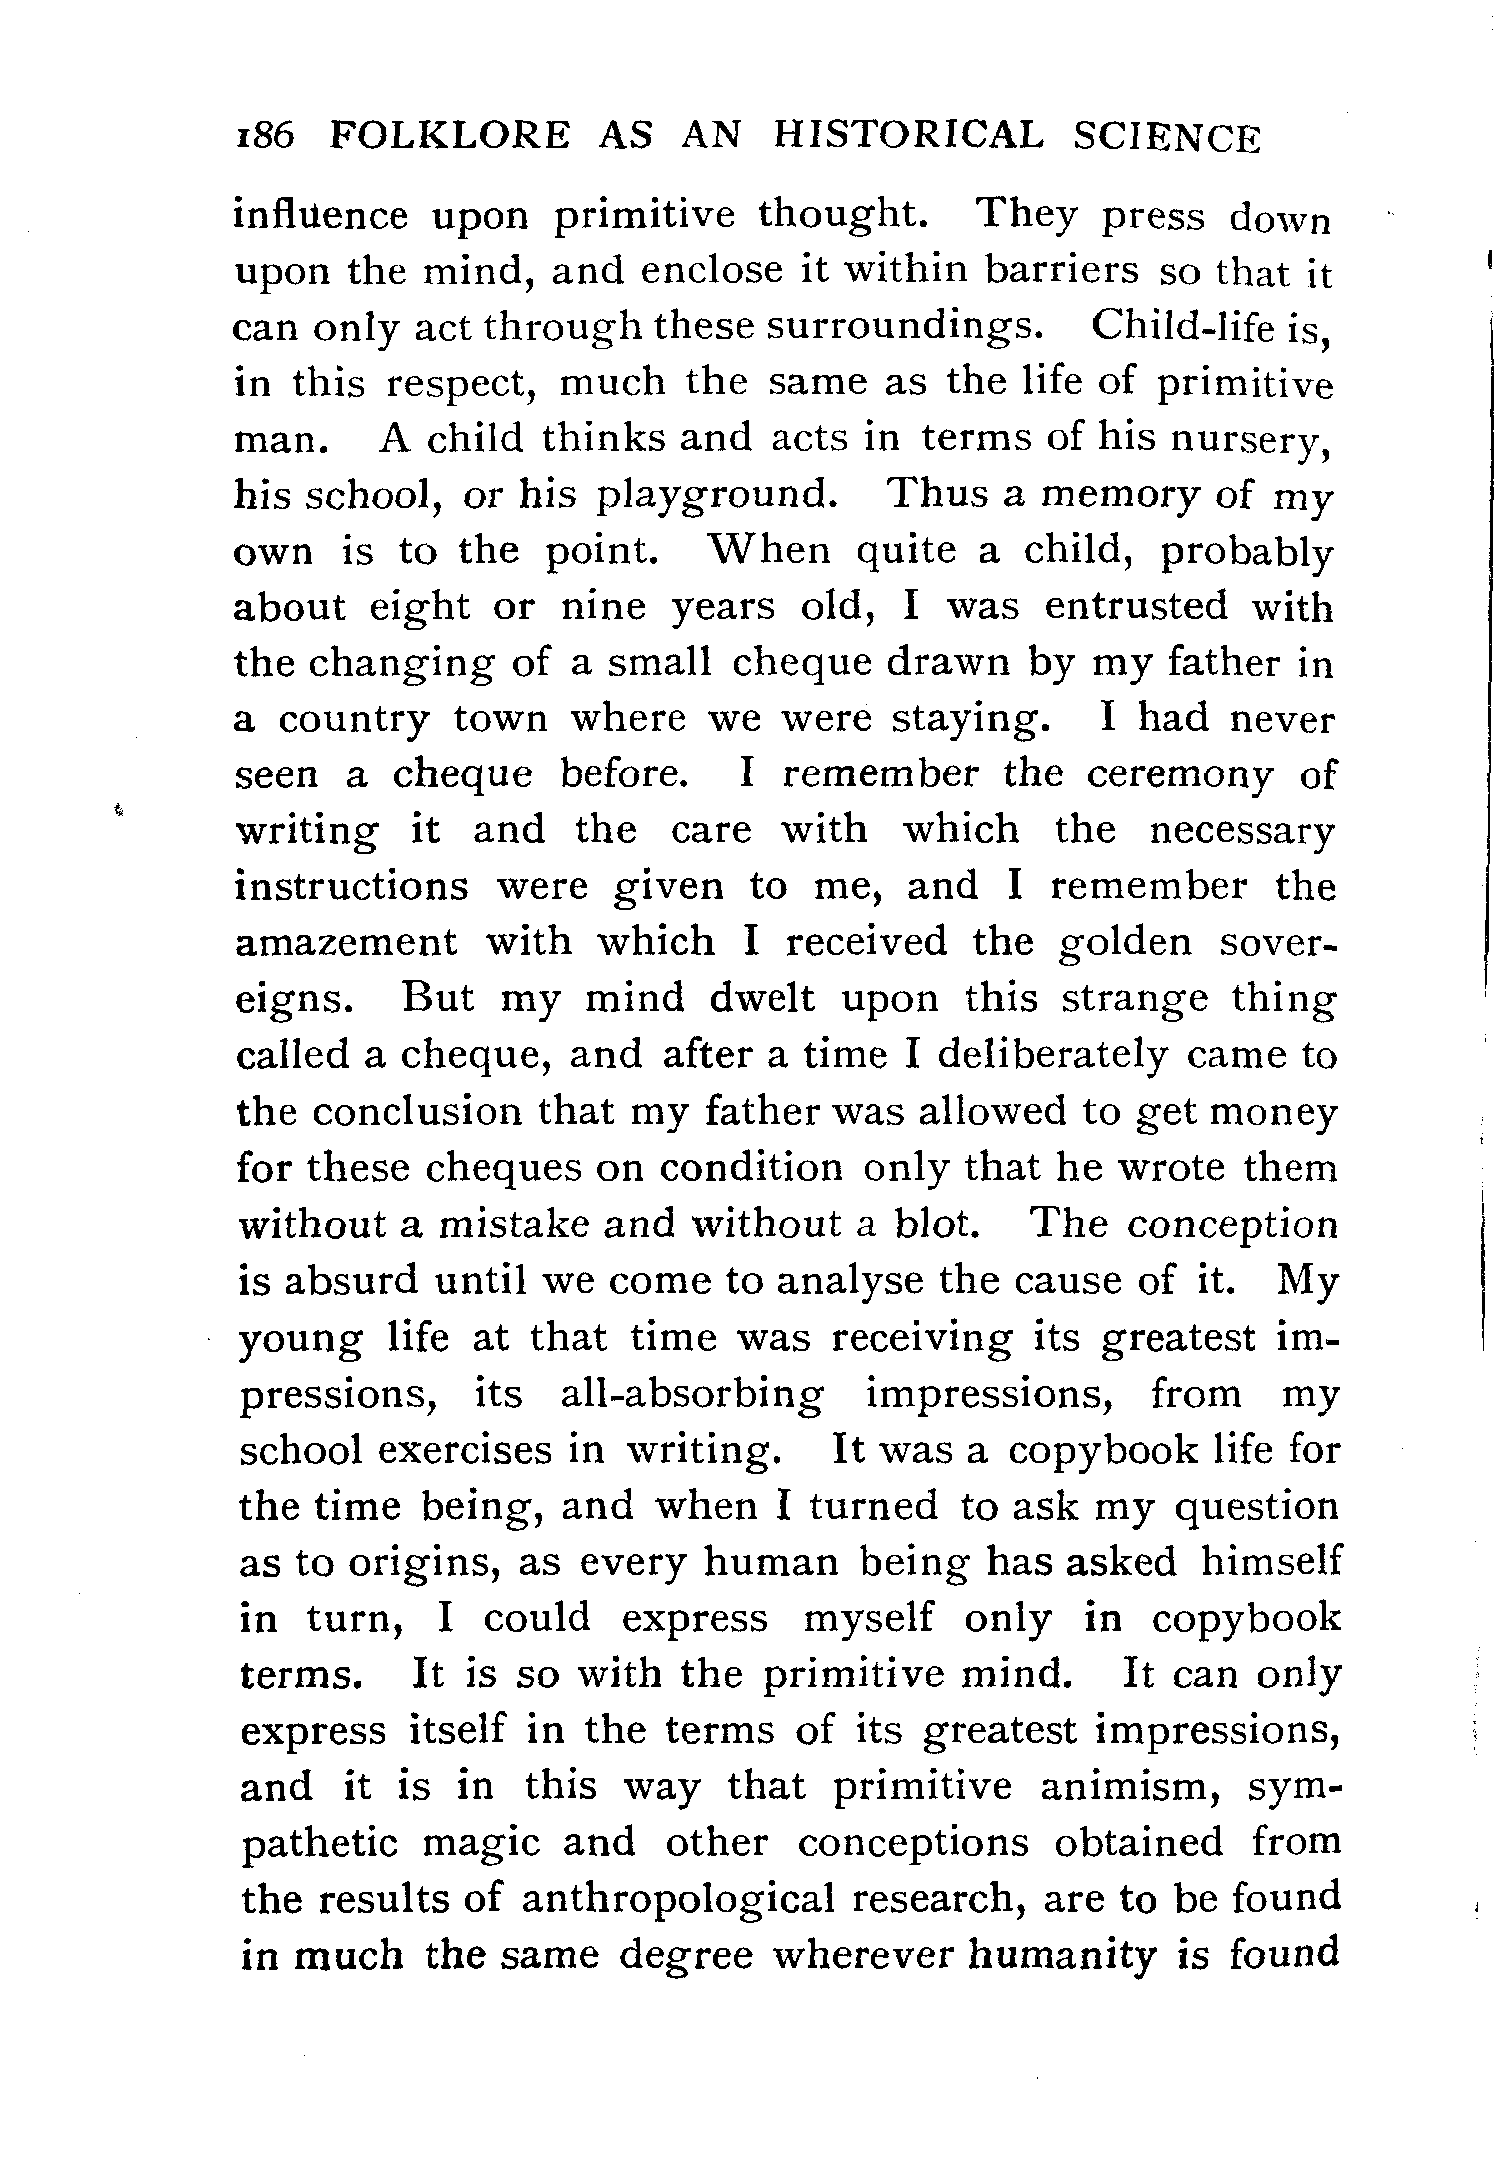 186 FOLKLORE AS AN HISTORICAL SCIENCE
influence upon primitive thought. They press down
upon the mind, and enclose it within barriers so that it
can only act through these surroundings. Child-life is,
in this respect, much the same as the life of primitive
man. A child thinks and acts in terms of his nursery,
his school, or his playground. Thus a memory of my
own is to the point. When quite a child, probably
about eight or nine years old, I was entrusted with
the changing of a small cheque drawn by my father in
a country town where we were staying. I had never
seen a cheque before. I remember the ceremony of
writing it and the care with which the necessary
instructions were given to me, and I remember the
amazement with which I received the golden sover-
eigns. But my mind dwelt upon this strange thing
called a cheque, and after a time I deliberately came to
the conclusion that my father was allowed to get money
for these cheques on condition only that he wrote them
without a mistake and without a blot. The conception
is absurd until we come to analyse the cause of it. My
young life at that time was receiving its greatest im-
pressions, its all-absorbing impressions, from my
school exercises in writing. It was a copybook life for
the time being, and when I turned to ask my question
as to origins, as every human being has asked himself
in turn, I could express myself only in copybook
terms. It is so with the primitive mind. It can only
express itself in the terms of its greatest impressions,
and it is in this way that primitive animism, sym-
pathetic magic and other conceptions obtained from
the results of anthropological research, are to be found
in much the same degree wherever humanity is found